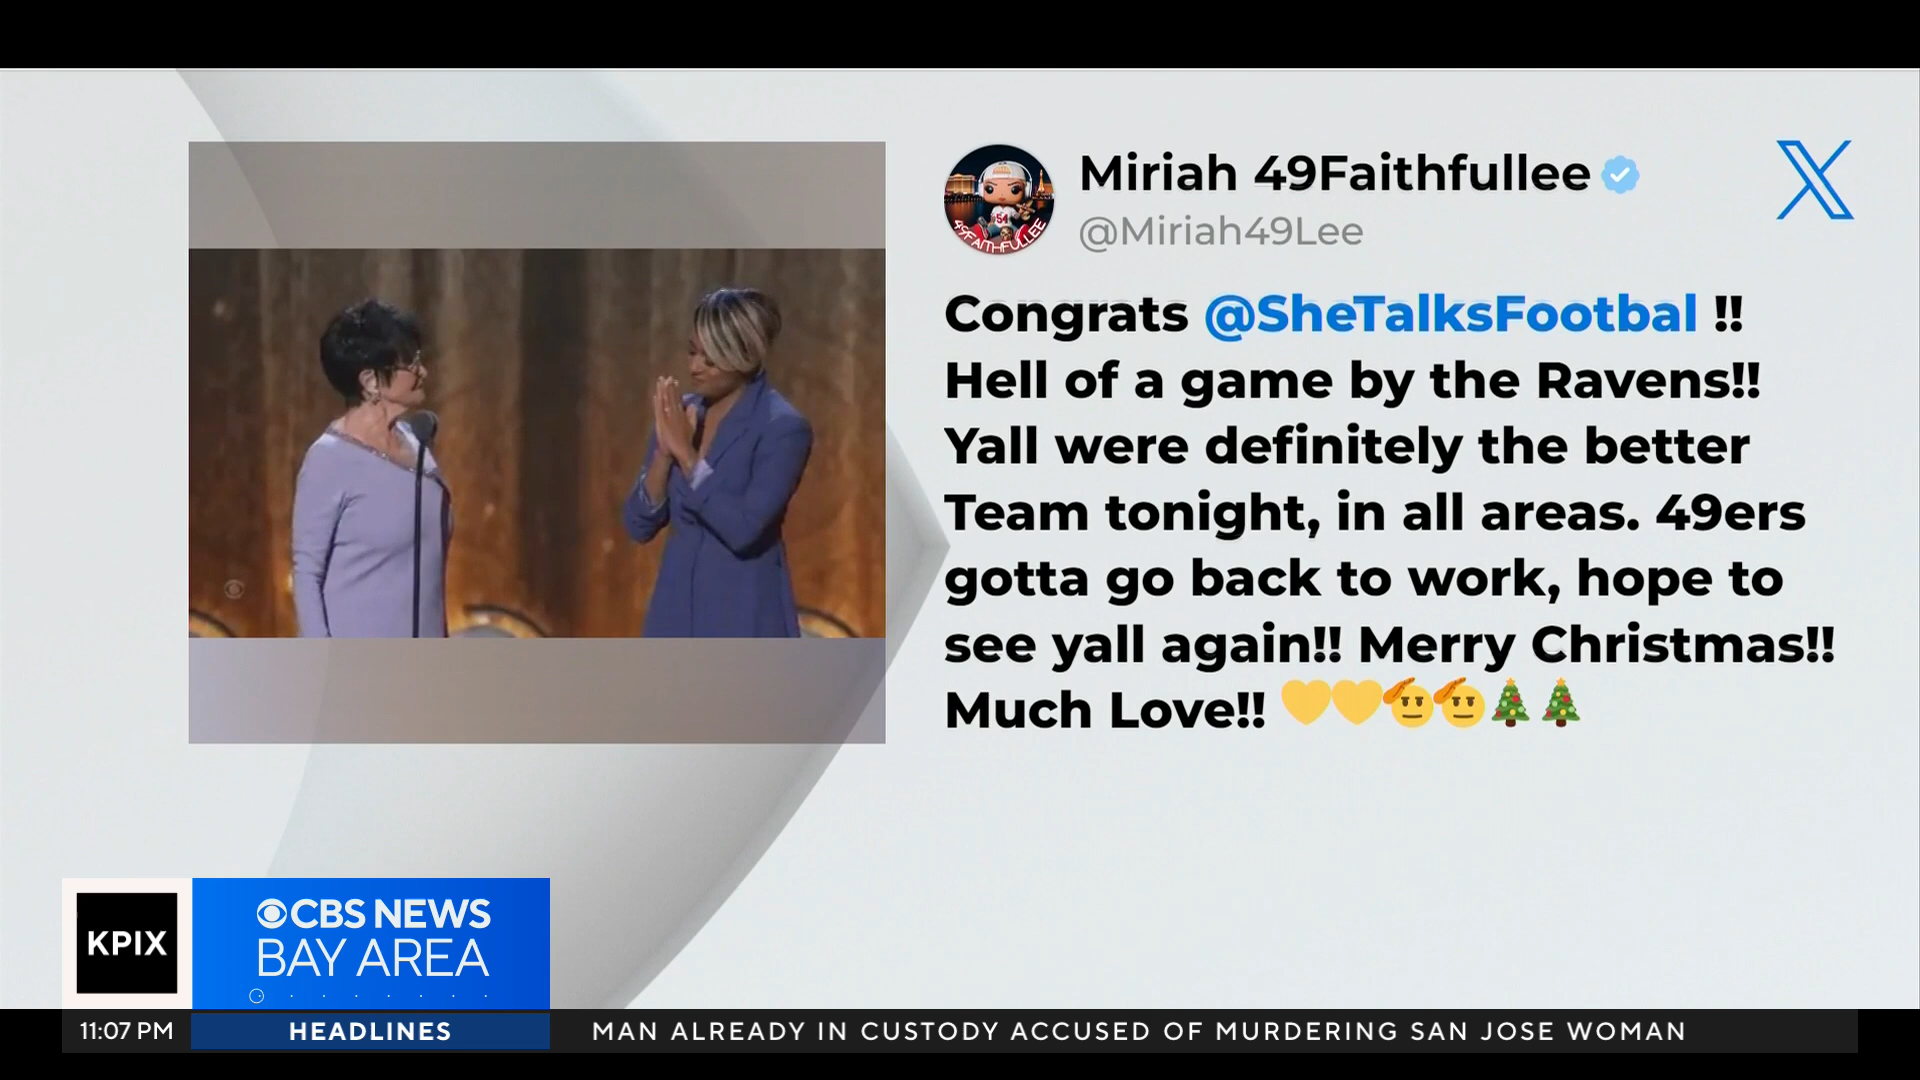 Miriah 49Faithfullee
@Miriah49Lee
54
49FAITHFULLEE
Congrats @SheTalksFootbal !!
Hell of a game by the Ravens!!
Yall were definitely the better
Team tonight, in all areas. 49ers
gotta go back to work, hope to
see yall again!! Merry Christmas!!
Much Love!! 💛💛🫡🫡🎄🎄
KPIX
CBS NEWS
BAY AREA
11:07 PM
HEADLINES
MAN ALREADY IN CUSTODY ACCUSED OF MURDERING SAN JOSE WOMAN